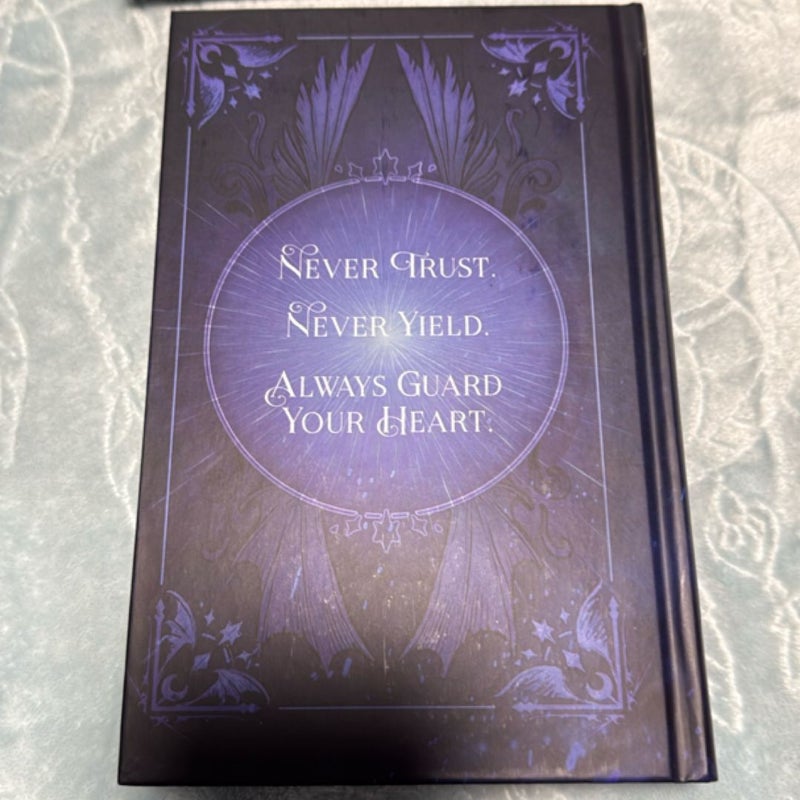 Never Trust.
Never Yield.
Always Guard
Your Heart.